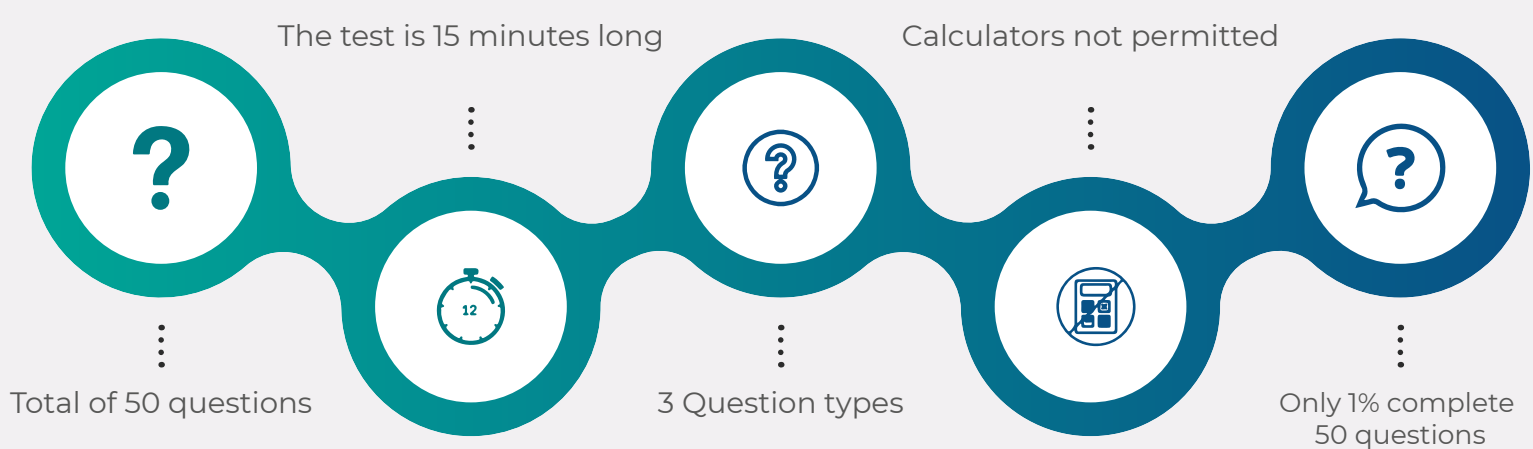 The test is 15 minutes long
Calculators not permitted
?
?
?
12
Total of 50 questions
3 Question types
Only 1% complete
50 questions